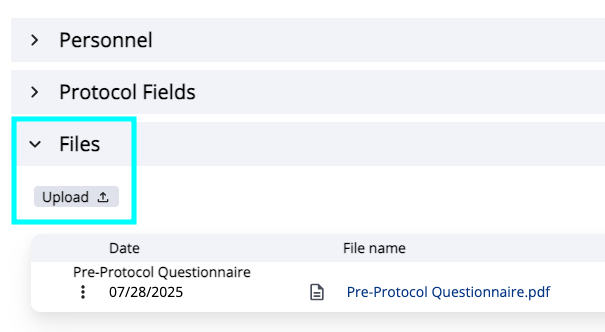 Personnel
Protocol Fields
Files
Upload
Date File name
Pre-Protocol Questionnaire
07/28/2025 Pre-Protocol Questionnaire.pdf